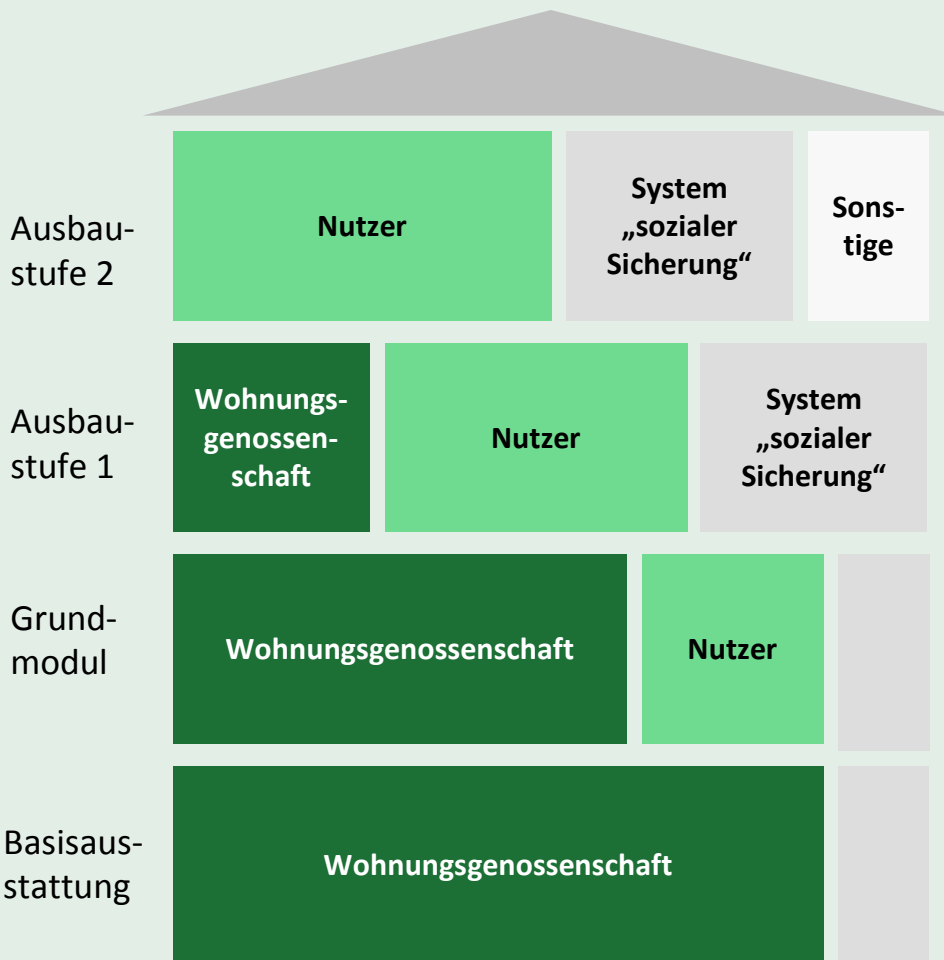 Ausbau-
stufe 2
Nutzer
System
„sozialer
Sicherung“
Sons-
tige
Ausbau-
stufe 1
Wohnungs-
genossen-
schaft
Nutzer
System
„sozialer
Sicherung“
Grund-
modul
Wohnungsgenossenschaft
Nutzer
Basisaus-
stattung
Wohnungsgenossenschaft